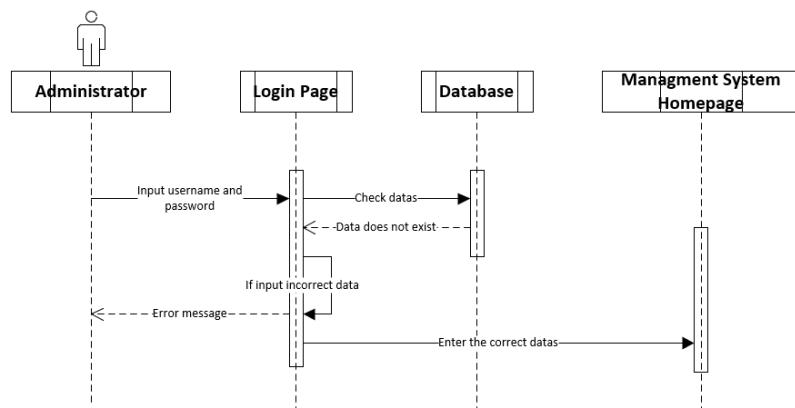 Administrator
Login Page
Database
Managment System
Homepage
Input username and
password
Check datas
Data does not exist
If input incorrect data
Error message
Enter the correct datas